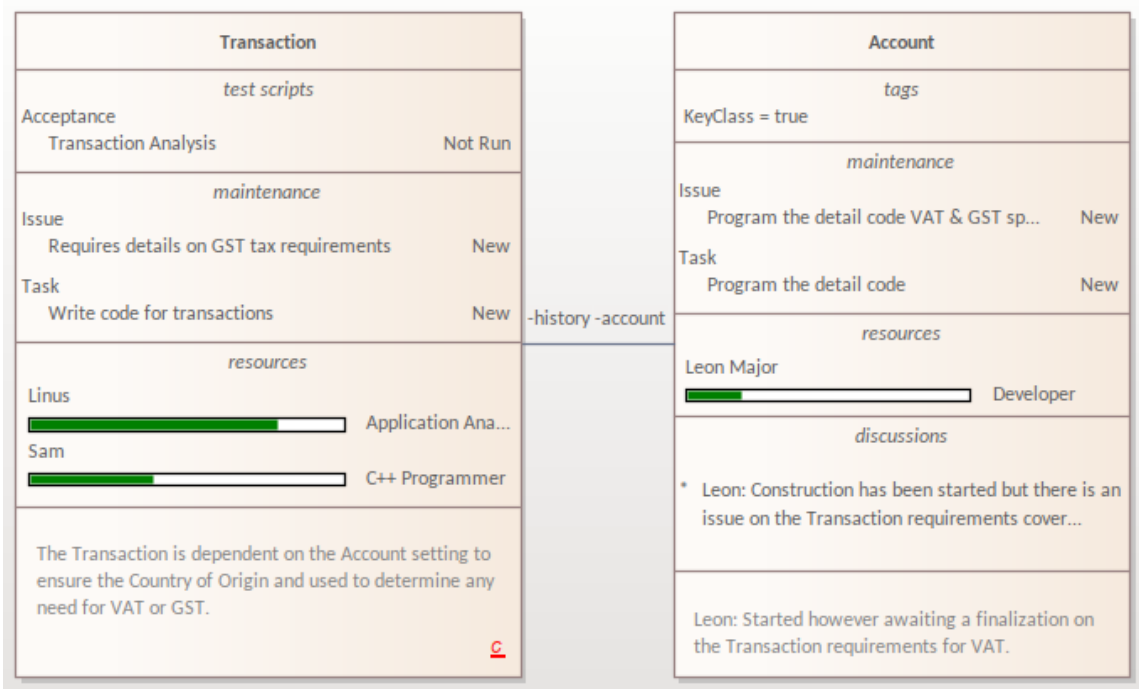 Transaction
test scripts
Acceptance
Transaction Analysis Not Run
maintenance
Issue
Requires details on GST tax requirements New
Task
Write code for transactions New
resources
Linus
Application Ana...
Sam
C++ Programmer
The Transaction is dependent on the Account setting to
ensure the Country of Origin and used to determine any
need for VAT or GST.
C
-history -account
Account
tags
KeyClass = true
maintenance
Issue
Program the detail code VAT & GST sp... New
Task
Program the detail code New
resources
Leon Major
Developer
discussions
* Leon: Construction has been started but there is an
issue on the Transaction requirements cover...
Leon: Started however awaiting a finalization on
the Transaction requirements for VAT.